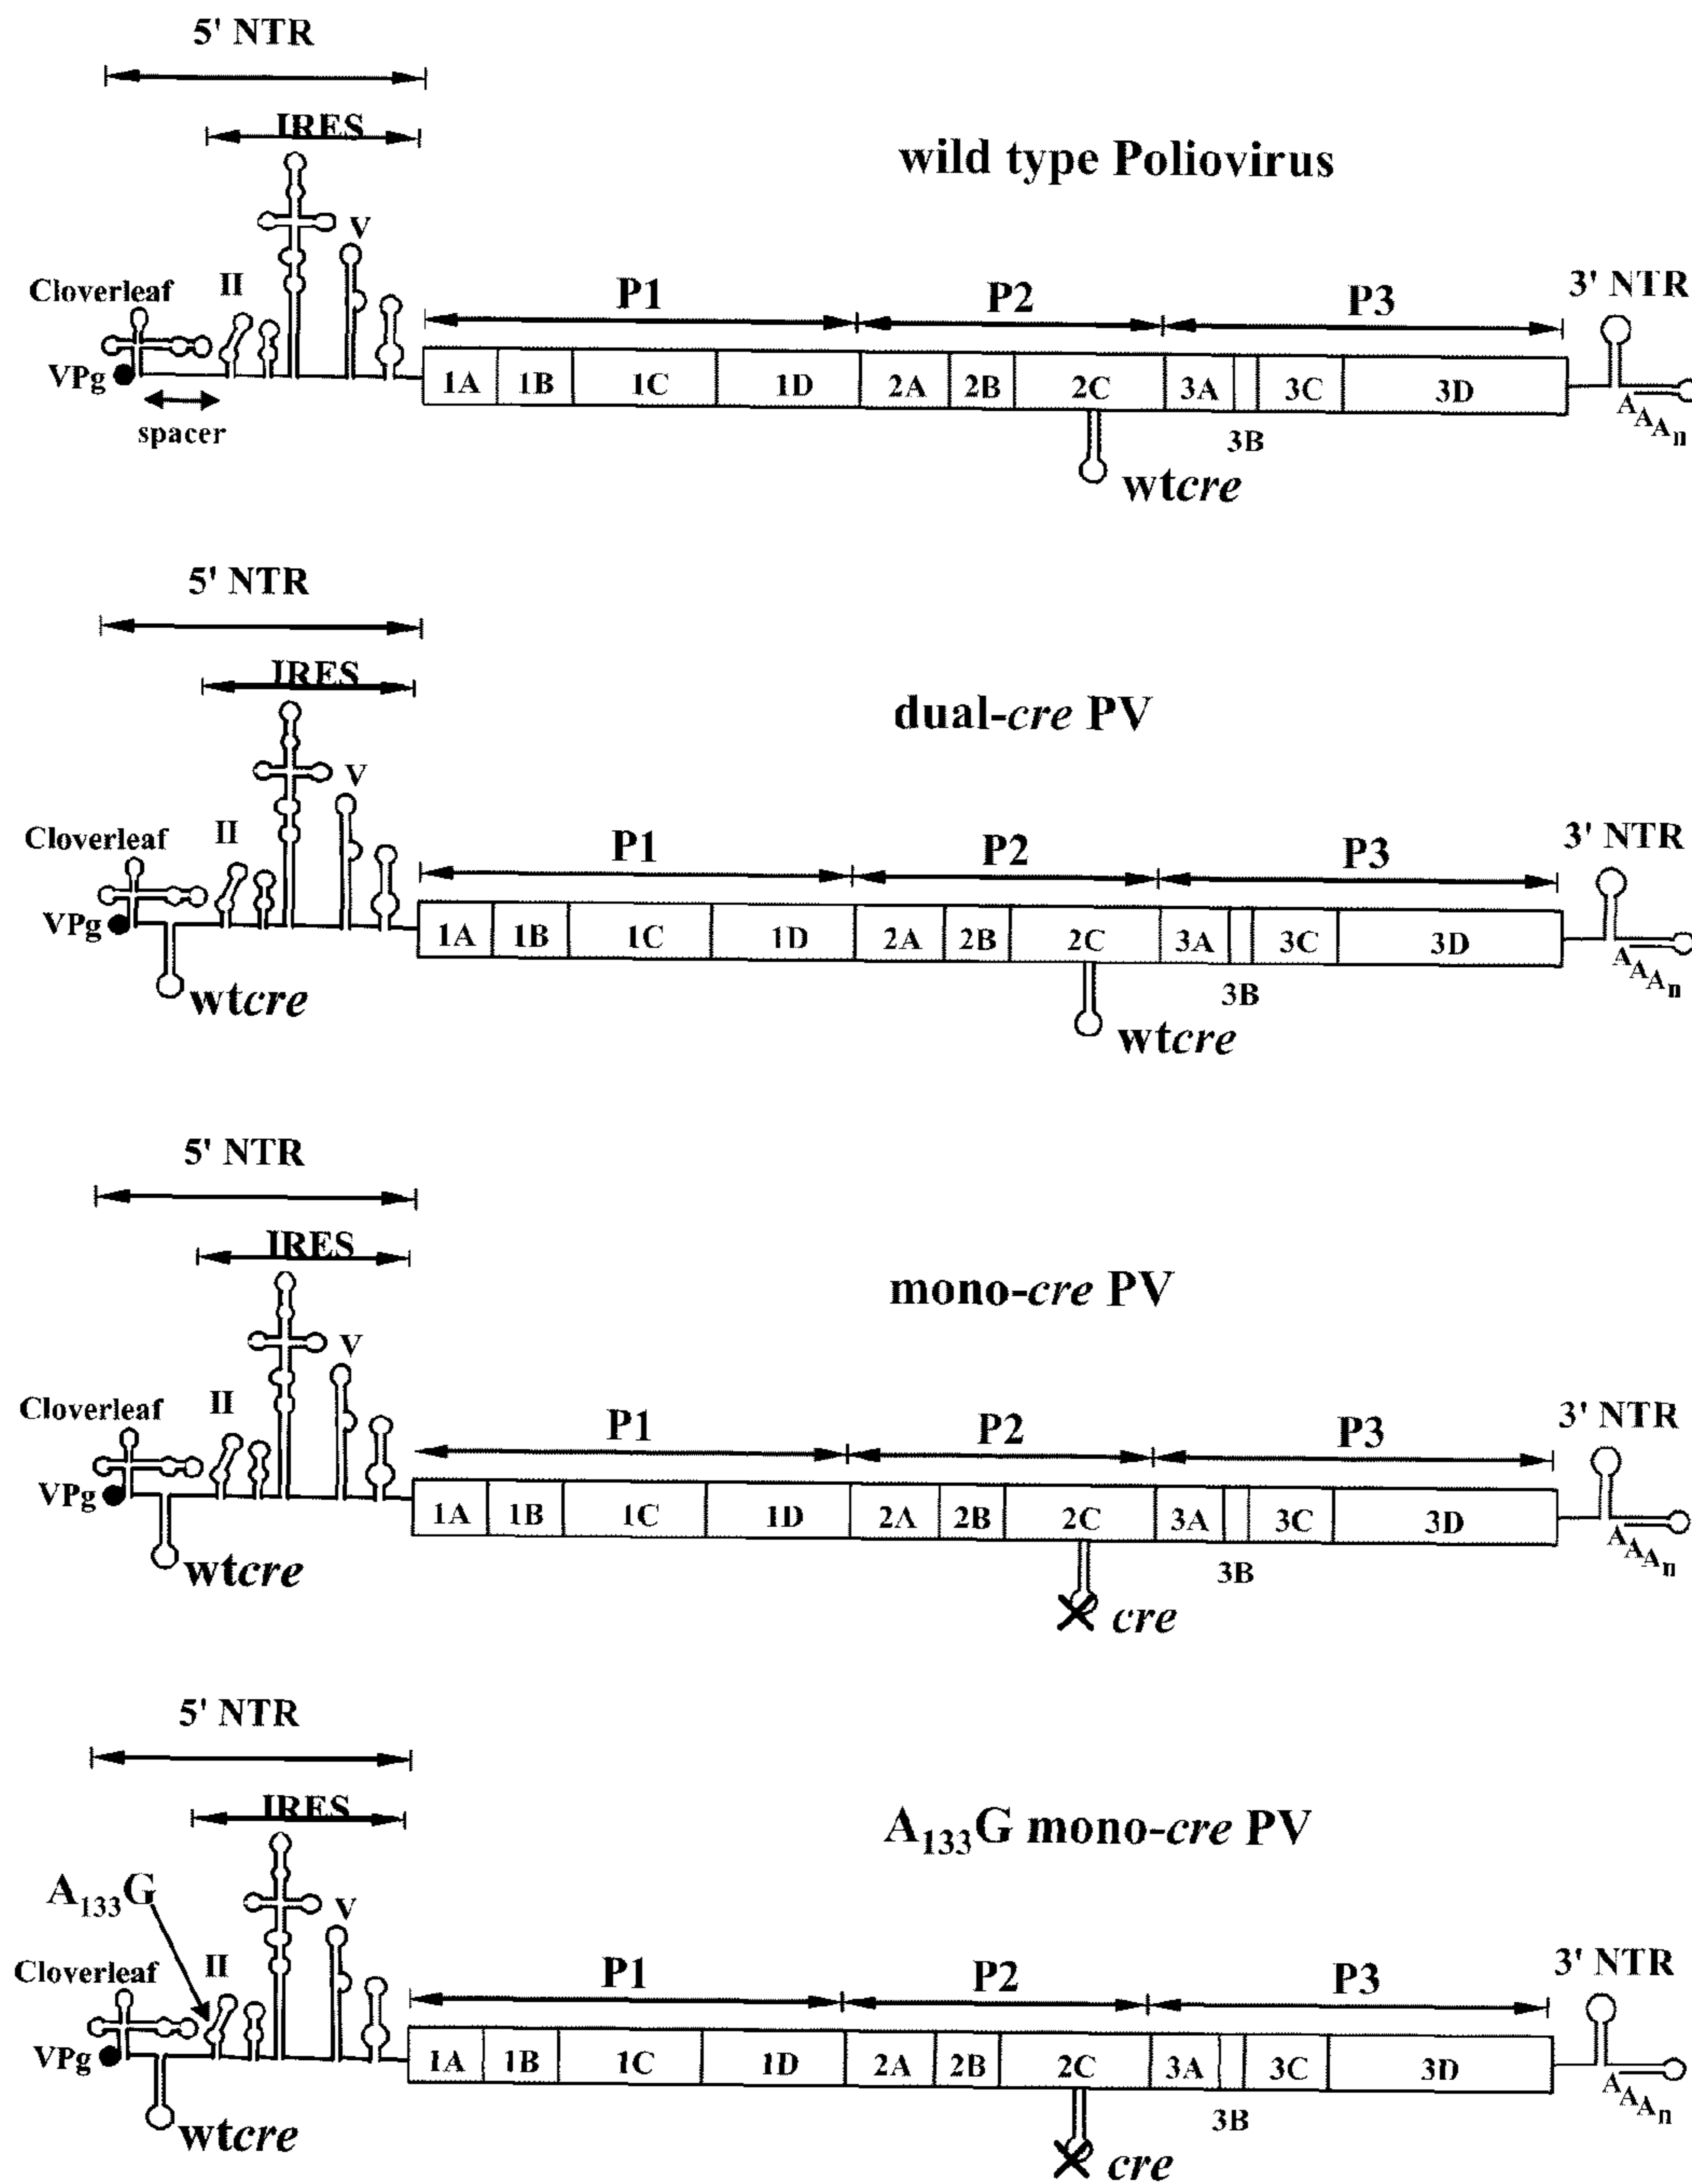 5' NTR
IRES
wild type Poliovirus
V
Cloverleaf II P1 P2 P3 3' NTR
VPg 1A 1B 1C 1D 2A 2B 2C 3A 3C 3D
AAAn
spacer
3B
wtcre
5' NTR
IRES
dual-cre PV
V
Cloverleaf II P1 P2 P3 3' NTR
VPg 1A 1B 1C 1D 2A 2B 2C 3A 3C 3D
AAAn
wtcre
3B
wtcre
5' NTR
IRES
mono-cre PV
V
Cloverleaf II P1 P2 P3 3' NTR
VPg 1A 1B 1C 1D 2A 2B 2C 3A 3C 3D
AAAn
wtcre
3B
cre
5' NTR
IRES
A133G mono-cre PV
A133G
V
Cloverleaf II P1 P2 P3 3' NTR
VPg 1A 1B 1C 1D 2A 2B 2C 3A 3C 3D
AAAn
wtcre
3B
cre